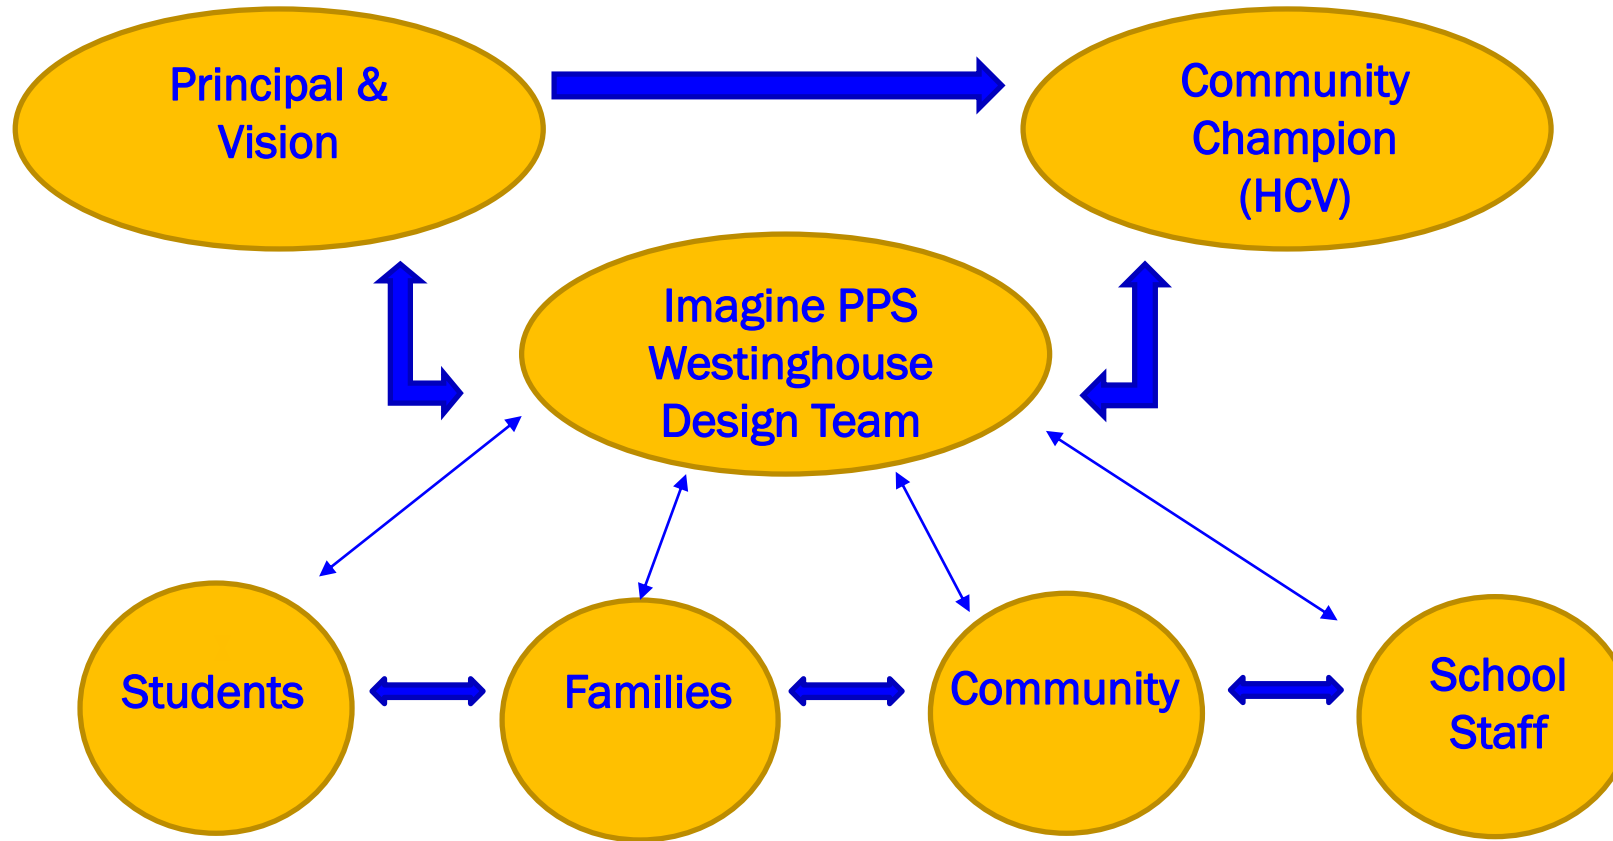 Principal &
Vision
Community
Champion
(HCV)
Imagine PPS
Westinghouse
Design Team
Students
Families
Community
School
Staff